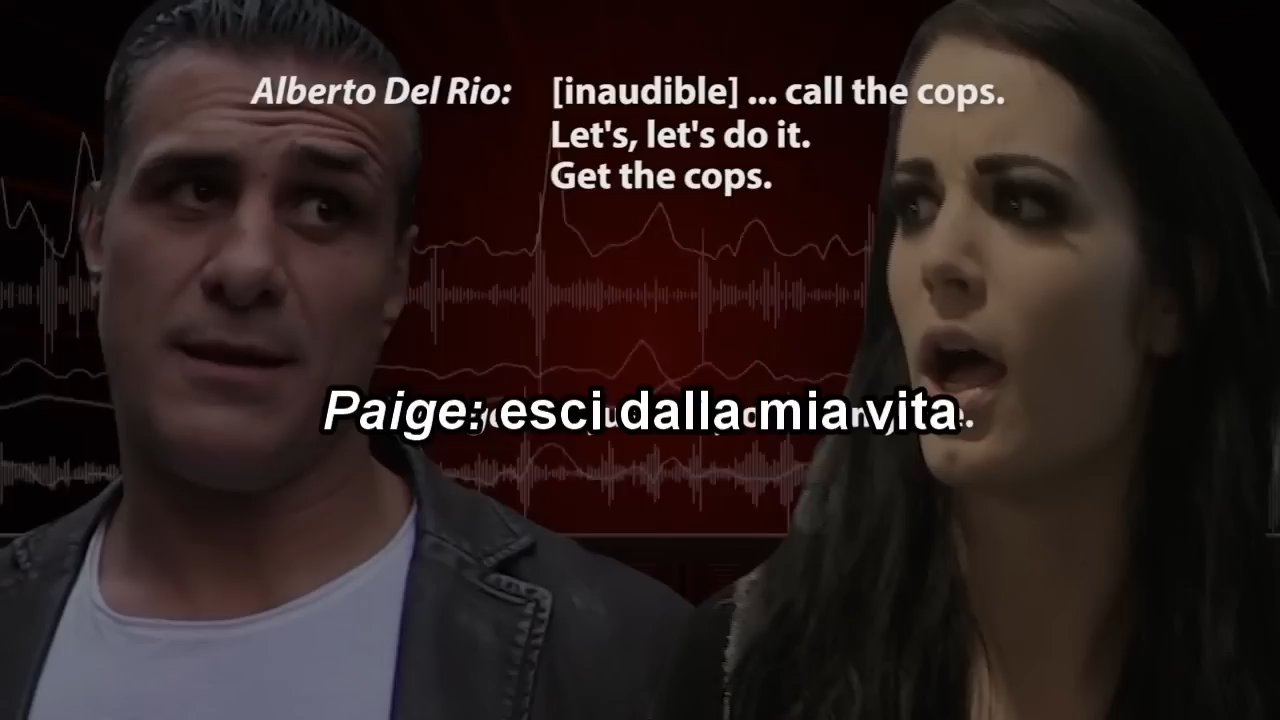 Alberto Del Rio: [inaudible] ... call the cops.
Let's, let's do it.
Get the cops.
Paige: esci dalla mia vita